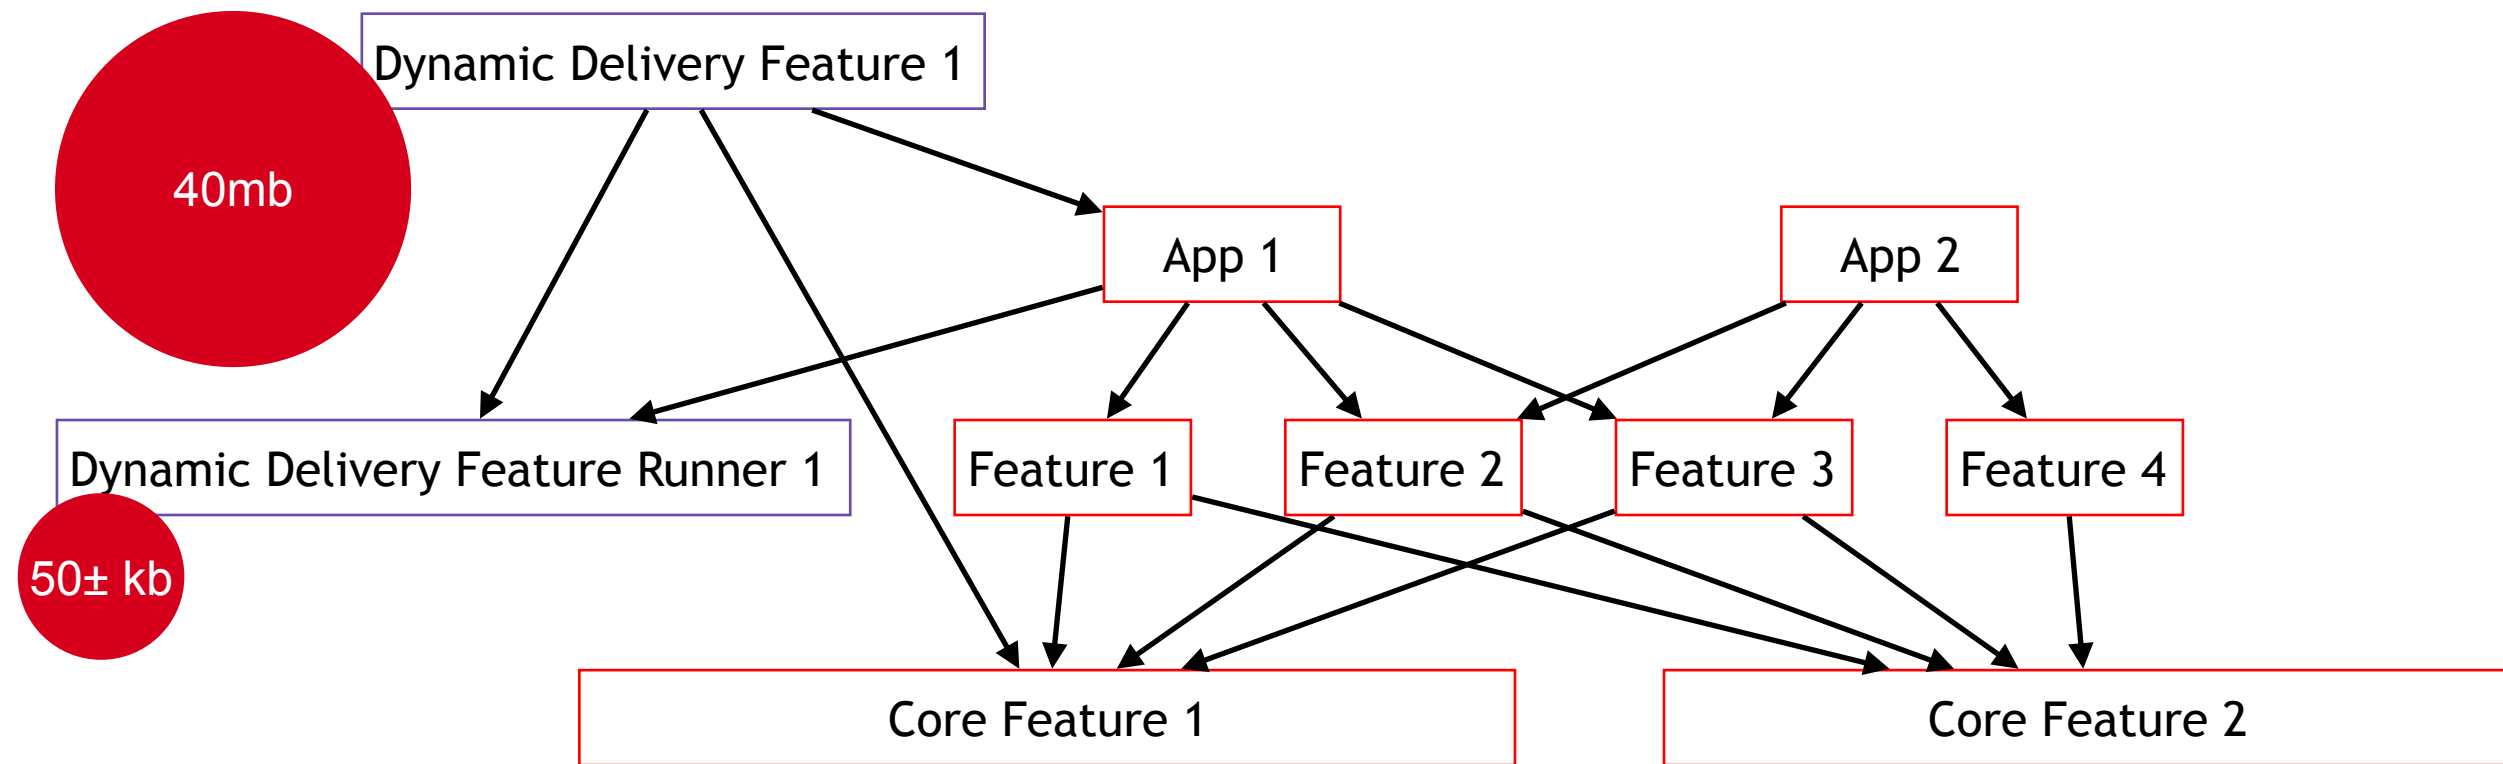 Dynamic Delivery Feature 1
40mb
App 1
App 2
Dynamic Delivery Feature Runner 1
Feature 1
Feature 2
Feature 3
Feature 4
50± kb
Core Feature 1
Core Feature 2